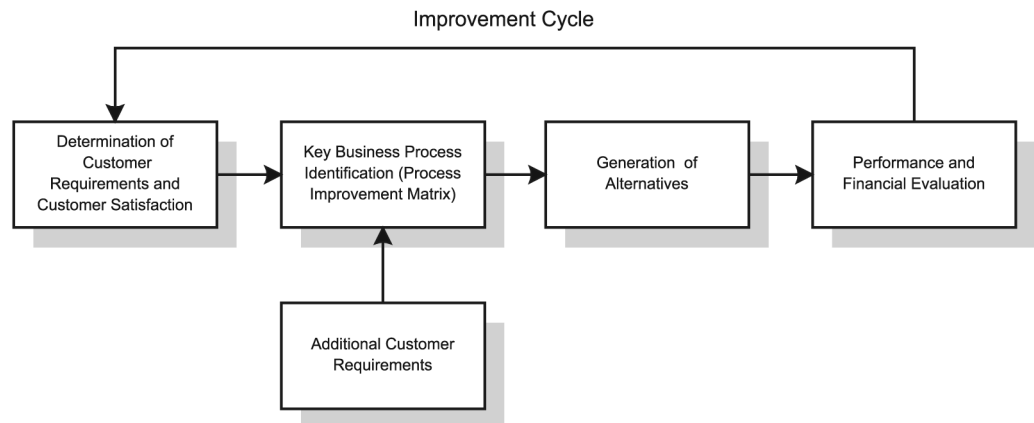 Improvement Cycle
Determination of
Customer
Requirements and
Customer Satisfaction
Key Business Process
Identification (Process
Improvement Matrix)
Generation of
Alternatives
Performance and
Financial Evaluation
Additional Customer
Requirements